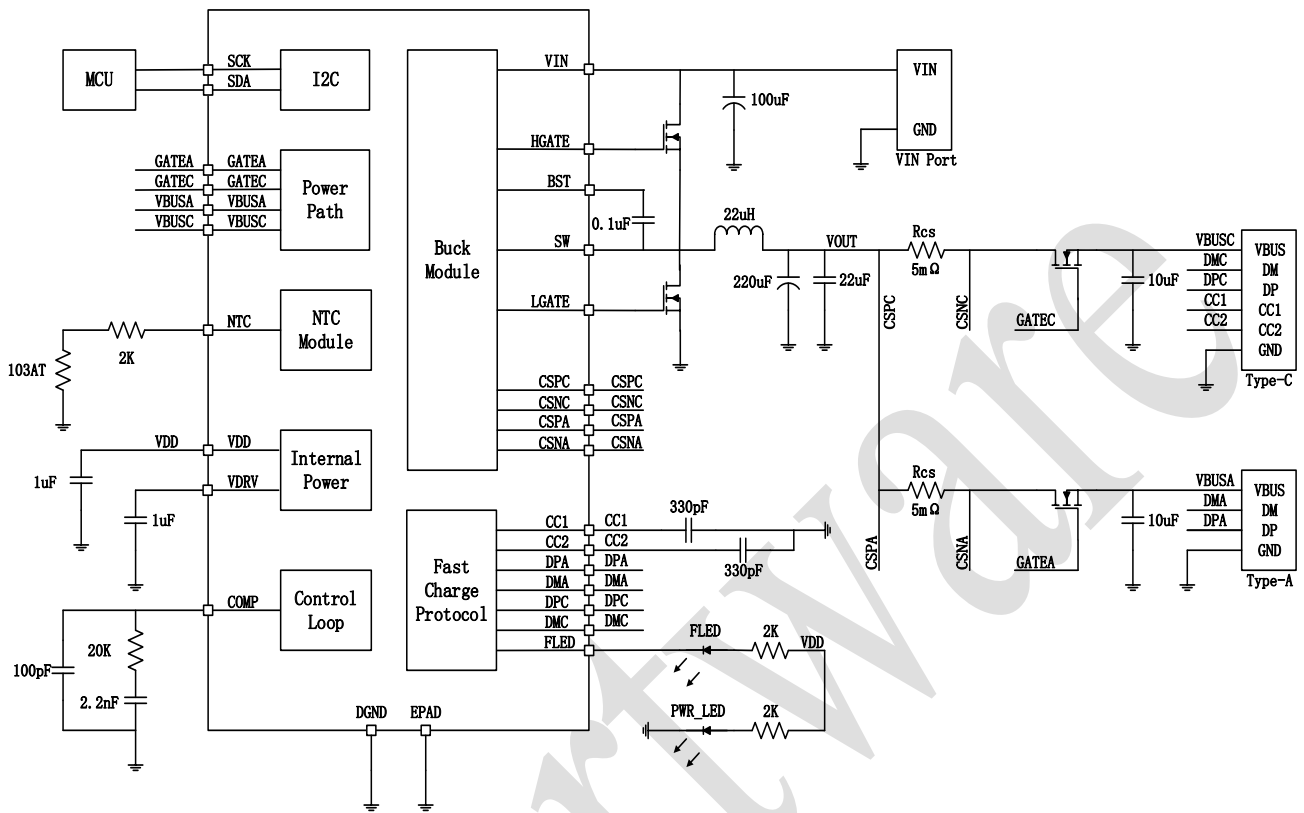 MCU
SCK
SDA
I2C
GATEA GATEA
GATEC GATEC
VBUSA VBUSA
VBUSC VBUSC
Power
Path
NTC
NTC
Module
2K
103AT
VDD VDD
VDRV
Internal
Power
1uF
1uF
COMP
Control
Loop
20K
100pF
2.2nF
DGND EPAD
Buck
Module
VIN
HGATE
BST
SW
LGATE
CSPC CSPC
CSNC CSNC
CSPA CSPA
CSNA CSNA
Fast
Charge
Protocol
CC1 CC1
CC2 CC2
DPA DPA
DMA DMA
DPC DPC
DMC DMC
FLED
330pF
330pF
FLED 2K VDD
PWR_LED 2K
100uF
VIN
GND
VIN Port
0.1uF
22uH
VOUT
220uF
22uF
Rcs
5mΩ
CSPC
CSNC
GATEC
10uF
VBUSC
DMC
DPC
CC1
CC2
VBUS
DM
DP
CC1
CC2
GND
Type-C
Rcs
5mΩ
CSPA
CSNA
GATEA
10uF
VBUSA
DMA
DPA
VBUS
DM
DP
GND
Type-A